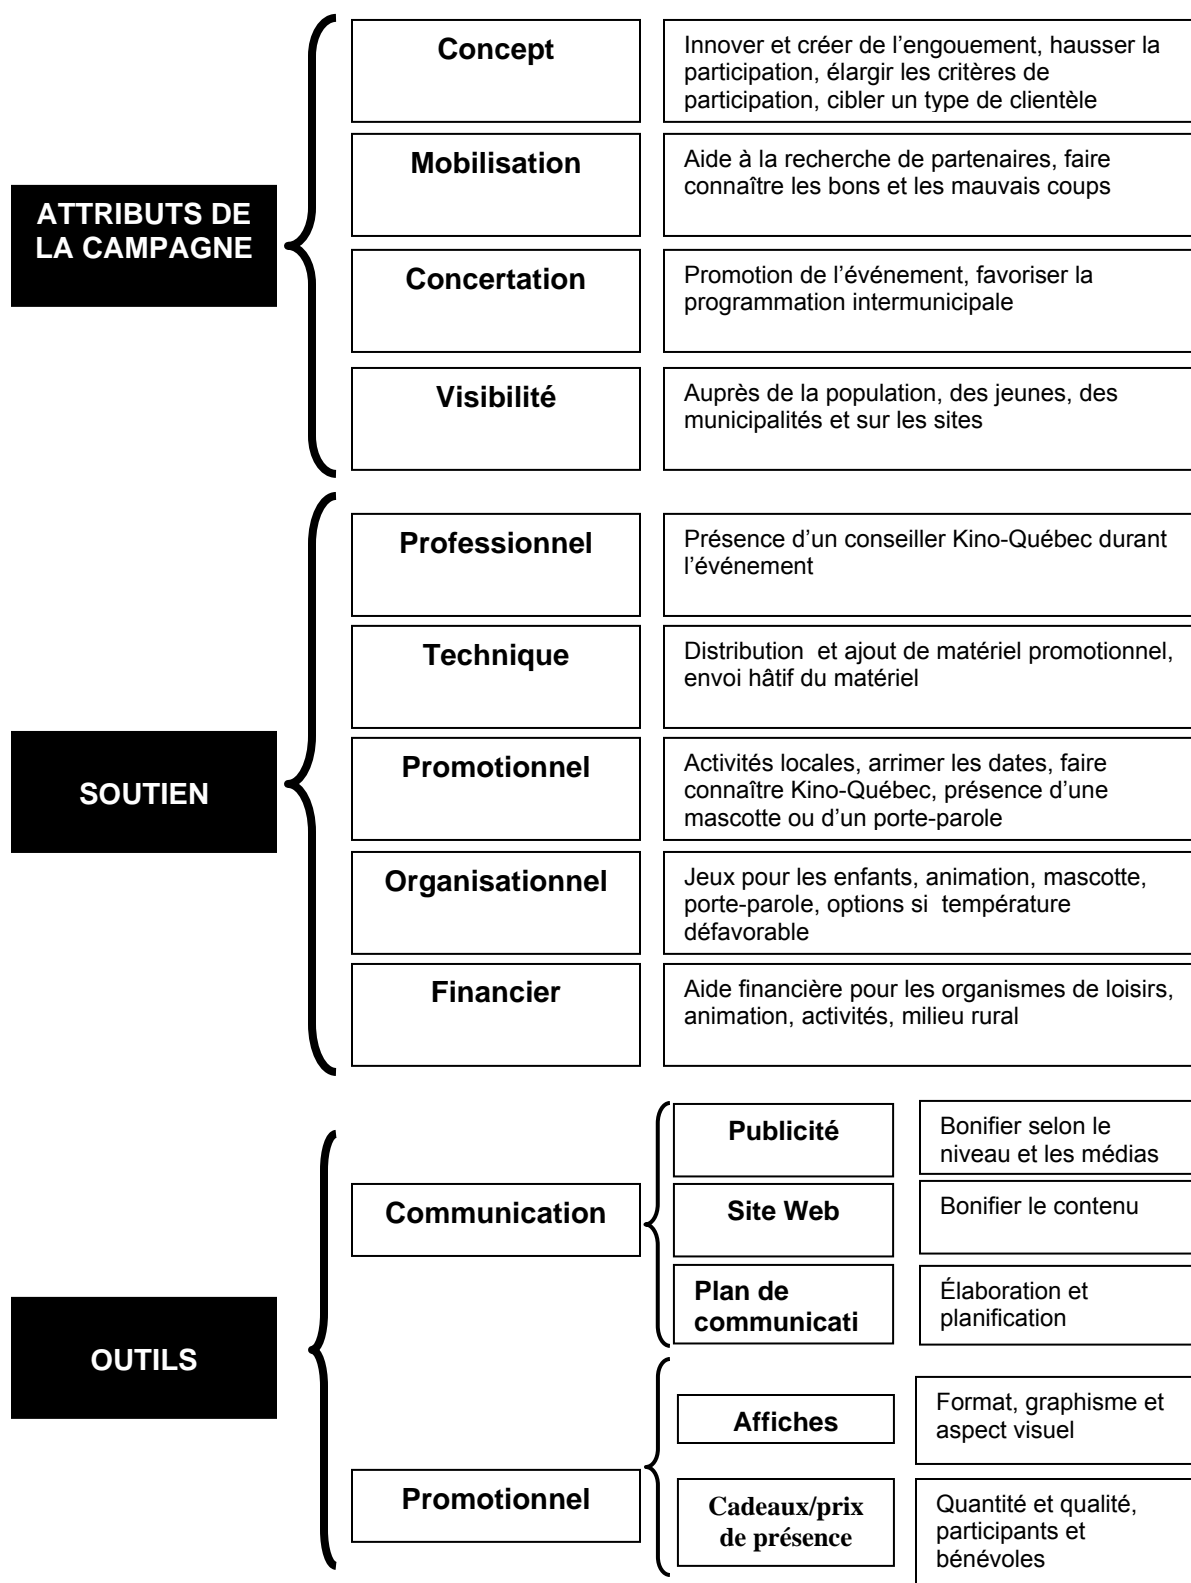 Concept
Innover et créer de l’engouement, hausser la
participation, élargir les critères de
participation, cibler un type de clientèle
Mobilisation
Aide à la recherche de partenaires, faire
connaître les bons et les mauvais coups
ATTRIBUTS DE
LA CAMPAGNE
Concertation
Promotion de l’événement, favoriser la
programmation intermunicipale
Visibilité
Auprès de la population, des jeunes, des
municipalités et sur les sites
Professionnel
Présence d’un conseiller Kino-Québec durant
l’événement
Technique
Distribution  et ajout de matériel promotionnel,
envoi hâtif du matériel
SOUTIEN
Promotionnel
Activités locales, arrimer les dates, faire
connaître Kino-Québec, présence d’une
mascotte ou d’un porte-parole
Organisationnel
Jeux pour les enfants, animation, mascotte,
porte-parole, options si  température
défavorable
Financier
Aide financière pour les organismes de loisirs,
animation, activités, milieu rural
OUTILS
Communication
Publicité
Bonifier selon le
niveau et les médias
Site Web
Bonifier le contenu
Plan de
communicati
Élaboration et
planification
Promotionnel
Affiches
Format, graphisme et
aspect visuel
Cadeaux/prix
de présence
Quantité et qualité,
participants et
bénévoles